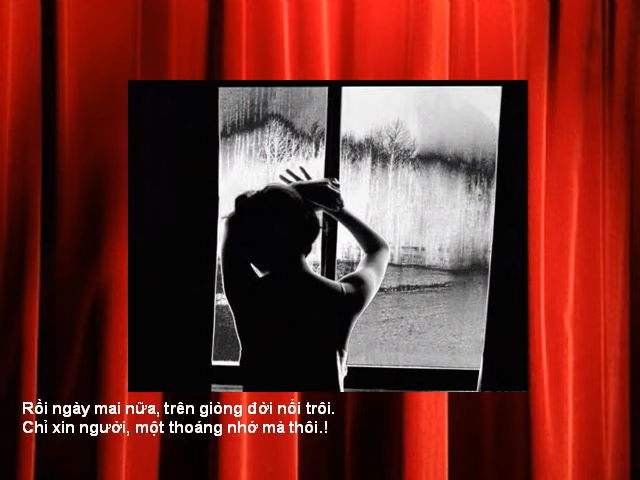 Rồi ngày mai nữa, trên giòng đời nổi trôi.
Chỉ xin người, một thoáng nhớ mà thôi.!